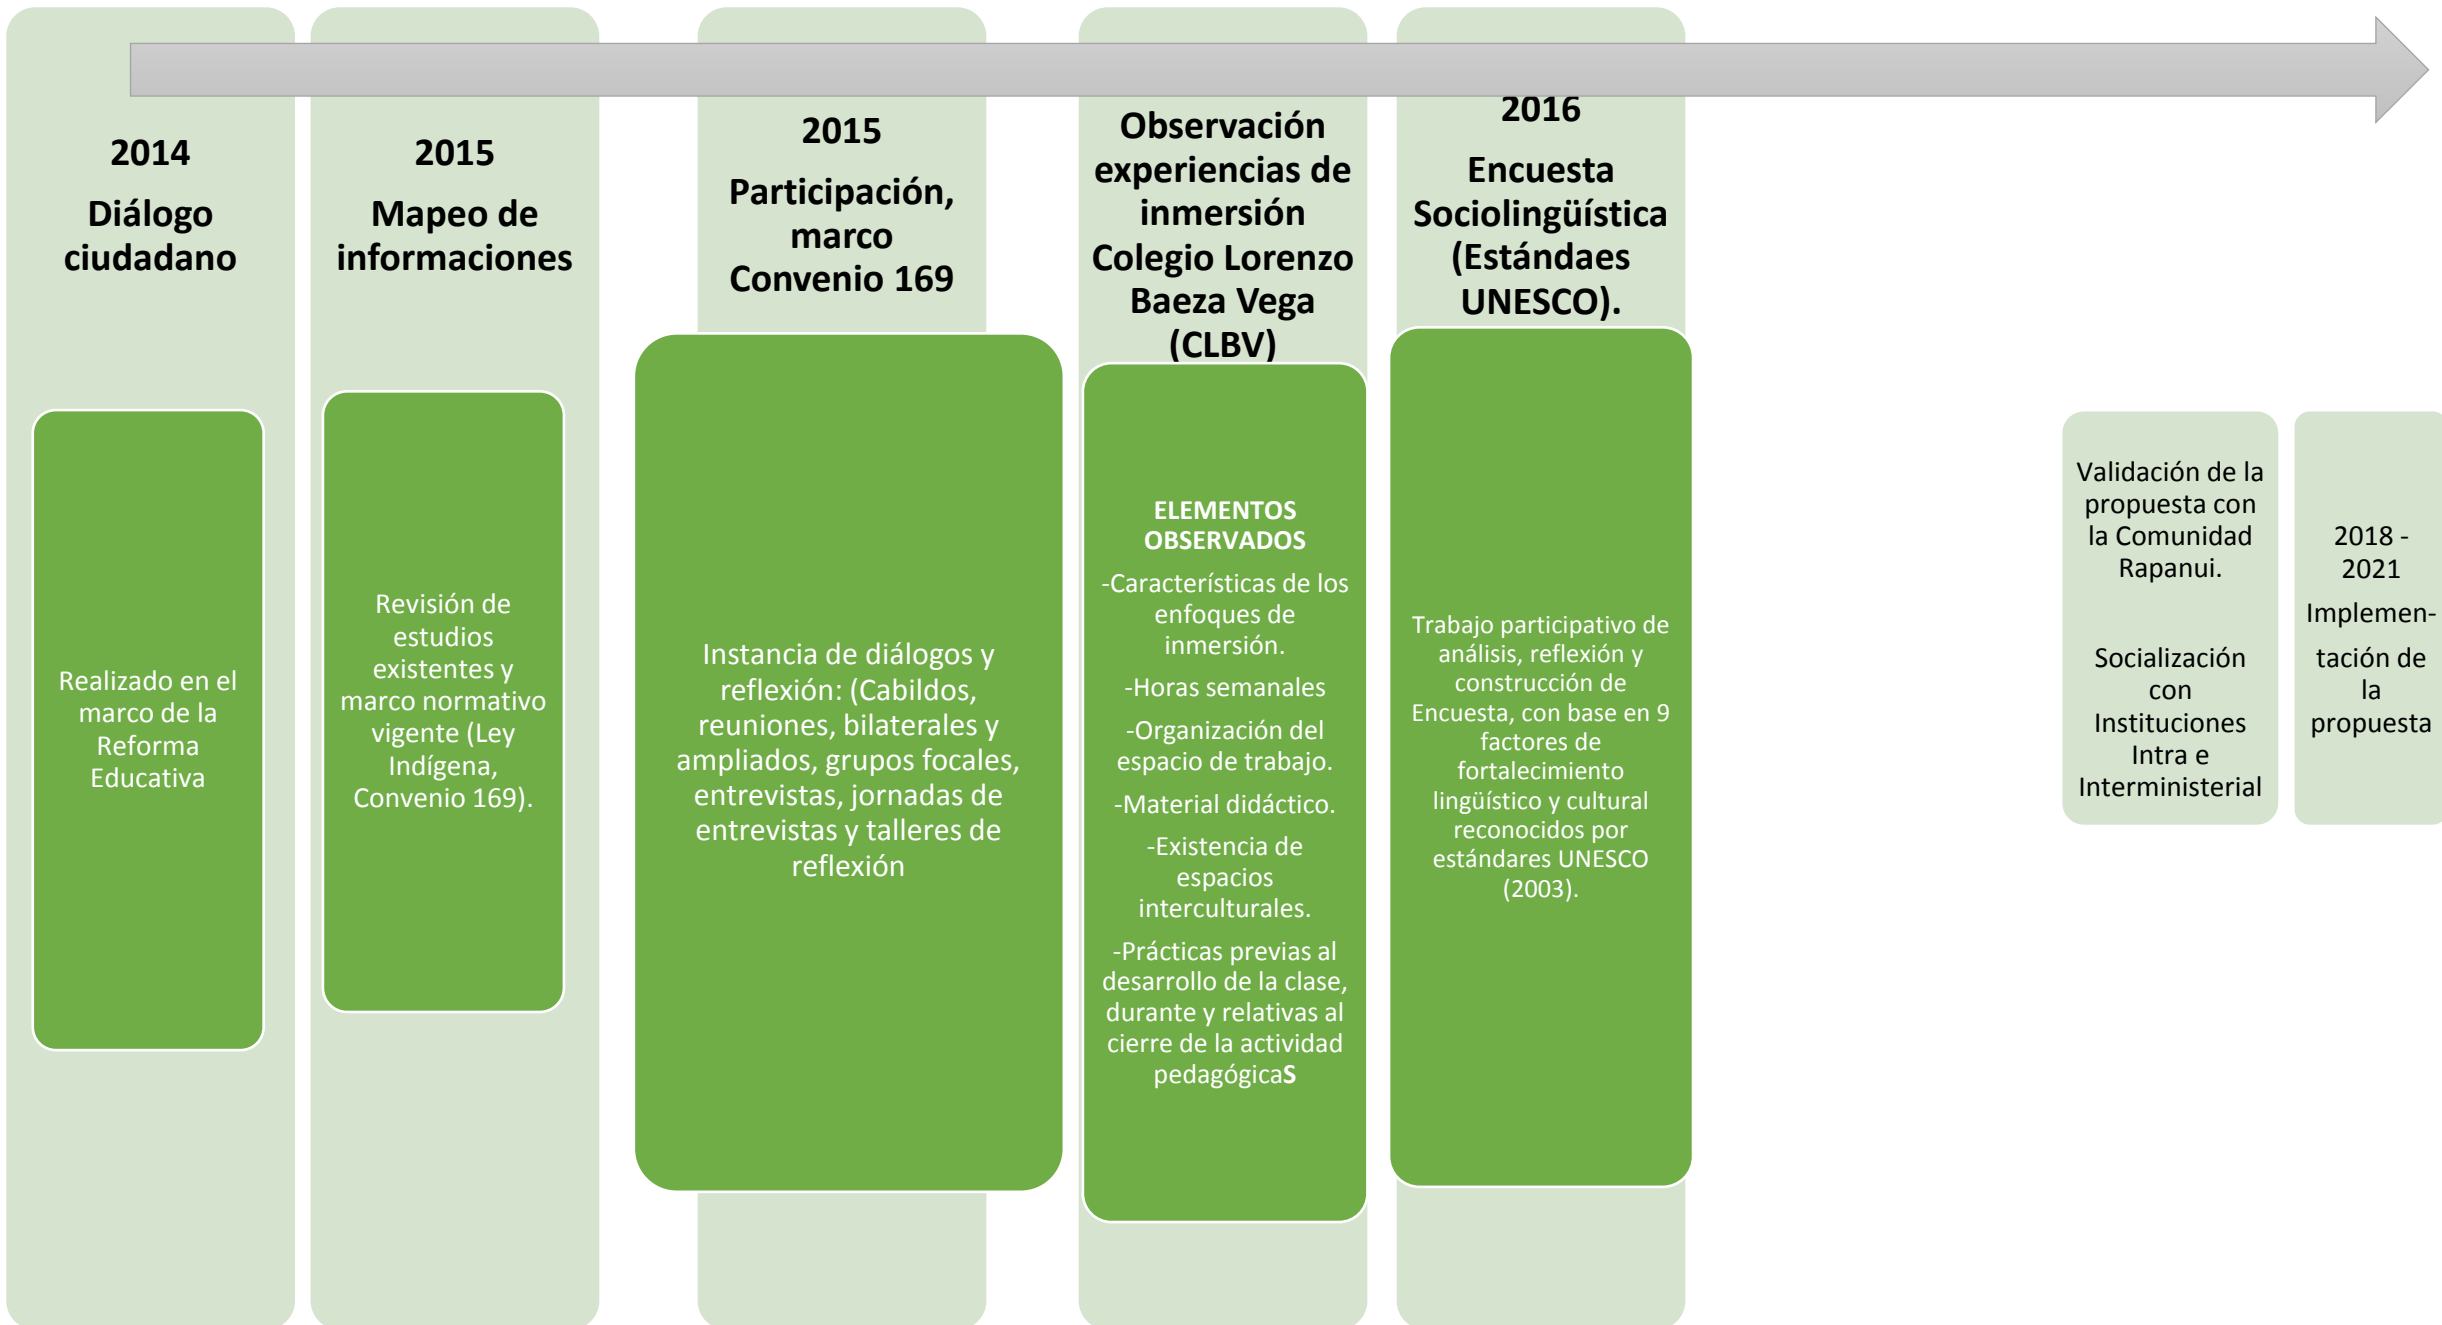 2014
Diálogo
ciudadano
Realizado en el
marco de la
Reforma
Educativa
2015
Mapeo de
informaciones
Revisión de
estudios
existentes y
marco normativo
vigente (Ley
Indígena,
Convenio 169).
2015
Participación,
marco
Convenio 169
Instancia de diálogos y
reflexión: (Cabildos,
reuniones, bilaterales y
ampliados, grupos focales,
entrevistas, jornadas de
entrevistas y talleres de
reflexión
Observación
experiencias de
inmersión
Colegio Lorenzo
Baeza Vega
(CLBV)
ELEMENTOS
OBSERVADOS
-Características de los
enfoques de
inmersión.
-Horas semanales
-Organización del
espacio de trabajo.
-Material didáctico.
-Existencia de
espacios
interculturales.
-Prácticas previas al
desarrollo de la clase,
durante y relativas al
cierre de la actividad
pedagógicaS
2016
Encuesta
Sociolingüística
(Estándaes
UNESCO).
Trabajo participativo de
análisis, reflexión y
construcción de
Encuesta, con base en 9
factores de
fortalecimiento
lingüístico y cultural
reconocidos por
estándares UNESCO
(2003).
Validación de la
propuesta con
la Comunidad
Rapanui.
Socialización
con
Instituciones
Intra e
Interministerial
2018 -
2021
Implemen-
tación de
la
propuesta